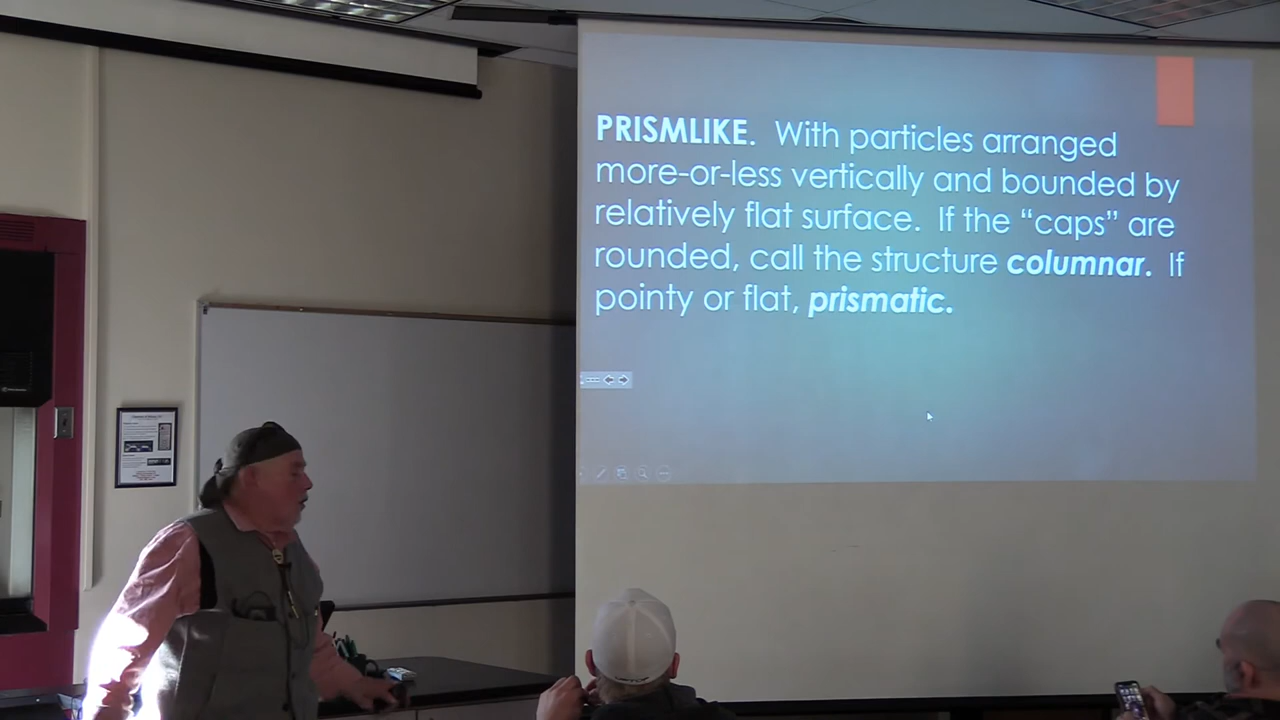 PRISMLIKE. With particles arranged
more-or-less vertically and bounded by
relatively flat surface. If the “caps” are
rounded, call the structure columnar. If
pointy or flat, prismatic.